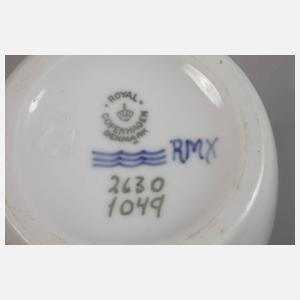 ROYAL
COPENHAGEN
DENMARK
RMX
2630
1049